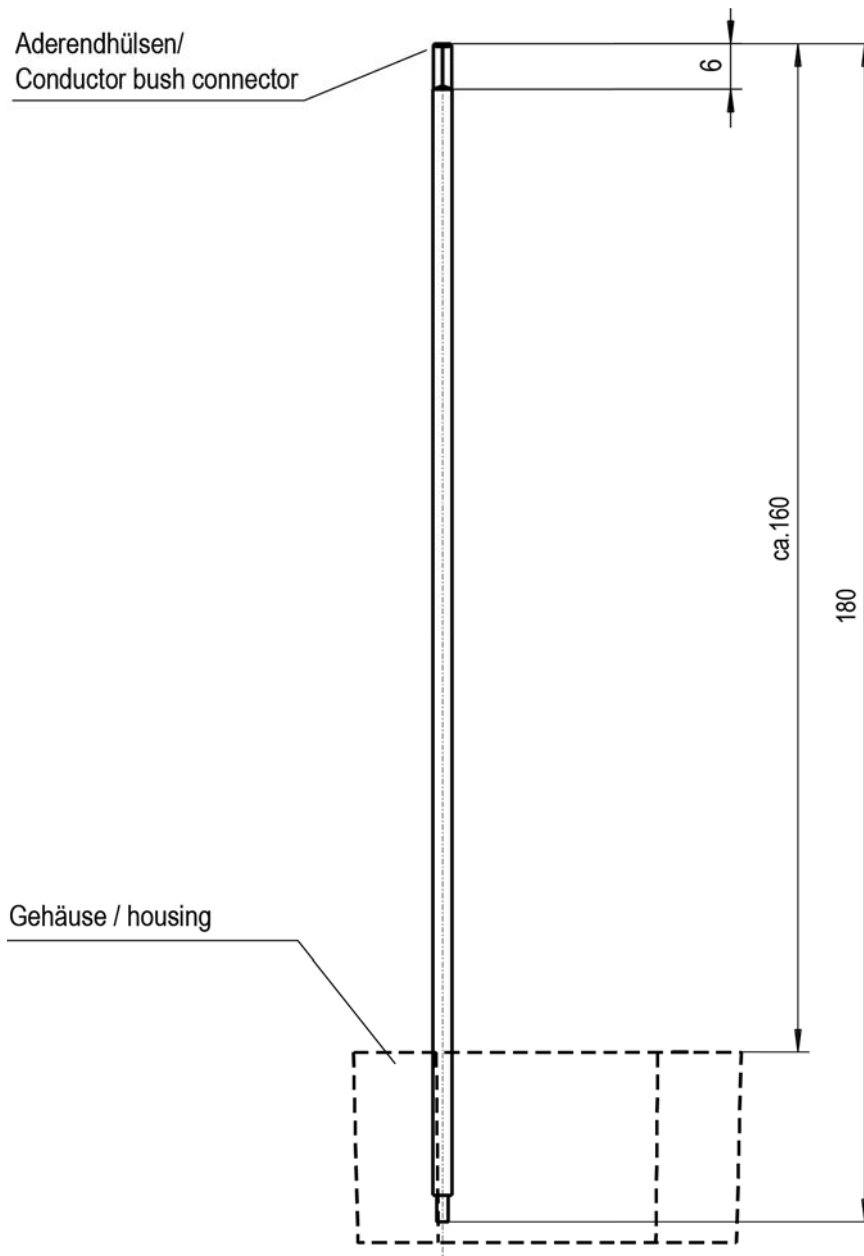 Aderendhülsen/
Conductor bush connector
6
ca.160
180
Gehäuse / housing